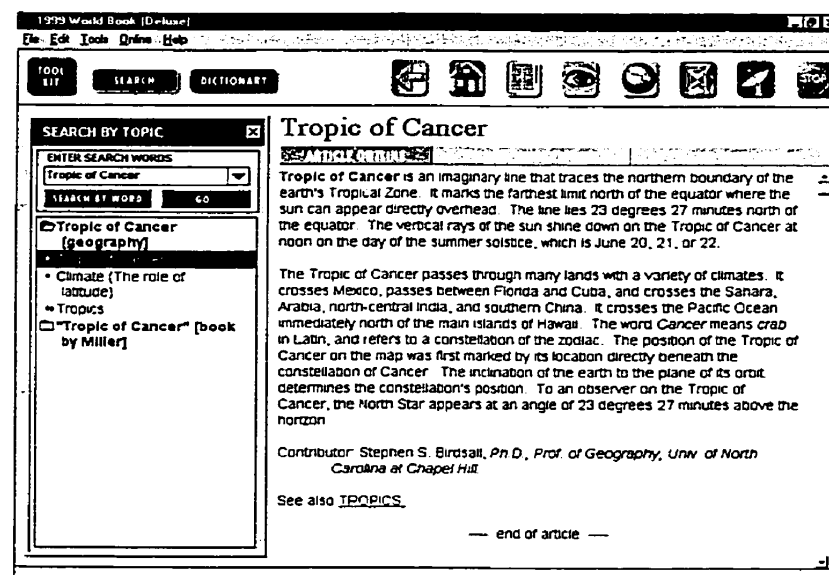 1999 World Book [Deluxe]
File Edit Tools Online Help
TOOL KIT SEARCH DICTIONARY STOP
SEARCH BY TOPIC
ENTER SEARCH WORDS
Tropic of Cancer
SEARCH BY WORD GO
Tropic of Cancer
[geography]
• Climate (The role of
latitude)
Tropics
"Tropic of Cancer" [book
by Miller]
Tropic of Cancer
ARTICLE OUTLINE
Tropic of Cancer is an imaginary line that traces the northern boundary of the
earth's Tropical Zone. It marks the farthest limit north of the equator where the
sun can appear directly overhead. The line lies 23 degrees 27 minutes north of
the equator. The vertical rays of the sun shine down on the Tropic of Cancer at
noon on the day of the summer solstice, which is June 20, 21, or 22.
The Tropic of Cancer passes through many lands with a variety of climates. It
crosses Mexico, passes between Florida and Cuba, and crosses the Sahara,
Arabia, north-central India, and southern China. It crosses the Pacific Ocean
immediately north of the main islands of Hawaii. The word Cancer means crab
in Latin, and refers to a constellation of the zodiac. The position of the Tropic of
Cancer on the map was first marked by its location directly beneath the
constellation of Cancer. The inclination of the earth to the plane of its orbit
determines the constellation's position. To an observer on the Tropic of
Cancer, the North Star appears at an angle of 23 degrees 27 minutes above the
horizon
Contributor: Stephen S. Birdsall, Ph.D., Prof. of Geography, Univ. of North
Carolina at Chapel Hill
See also TROPICS.
— end of article —